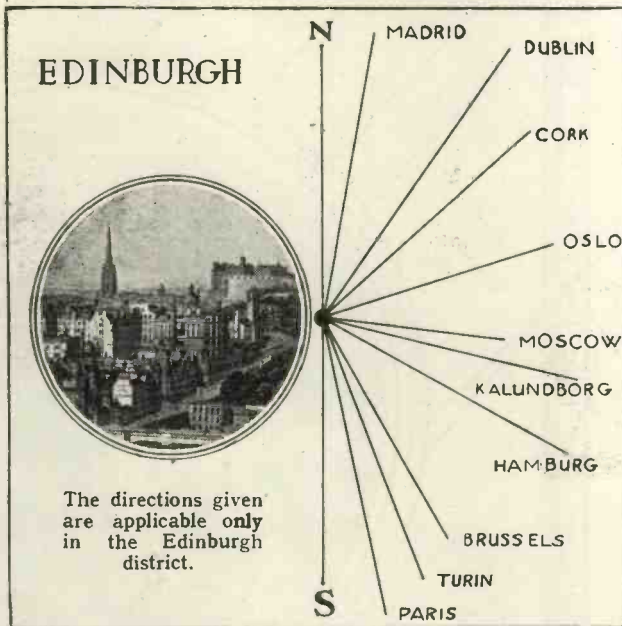 N
MADRID
EDINBURGH
DUBLIN
CORK
OSLO
MOSCOW
KALUNDBORG
HAMBURG
The directions given
are applicable only
in the Edinburgh
district.
BRUSSELS
TURIN
S
PARIS